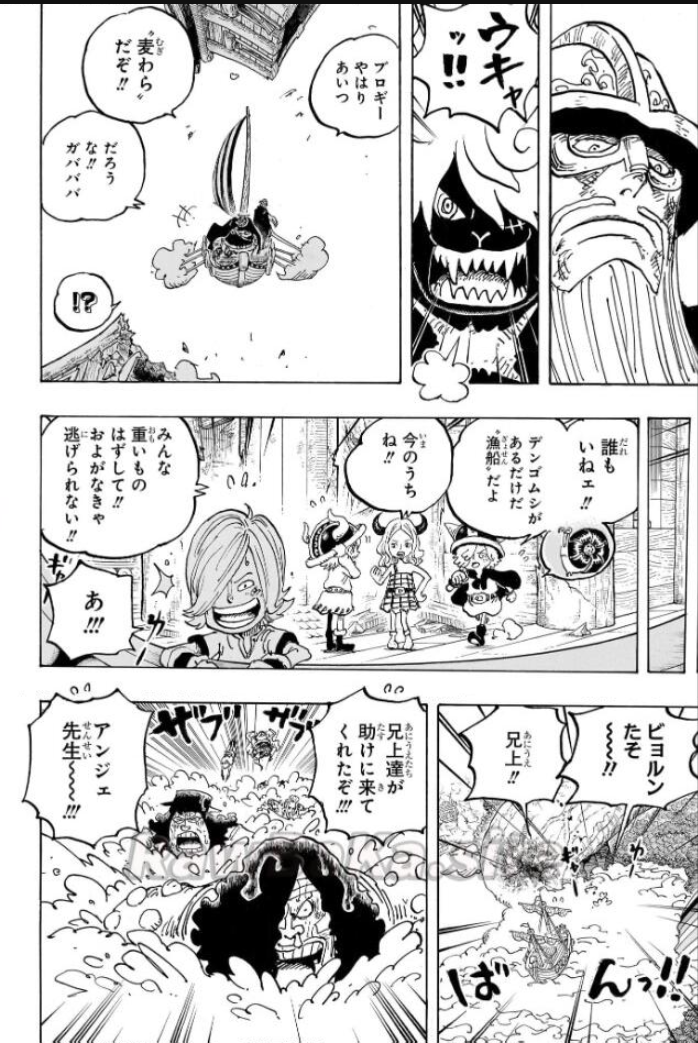 ウキャ
ッ!!
ブロギー
やはり
あいつ
“麦わら”
だぞ!!
だろう
な!!
ガババババ
!?
誰も
いねェ!!
デンゴムシが
あるだけだ
“漁船”だよ
今のうち
ね!!
みんな
重いもの
はずして!!
およがなきゃ
逃げられない!!
あ!!!
ビョルン
たぞ
〜〜!!
兄上!!
ばんっ!!
兄上達が
助けに来て
くれたぞ!!!
ザブ
ザブ!!
アンジェ
先生〜〜〜!!!